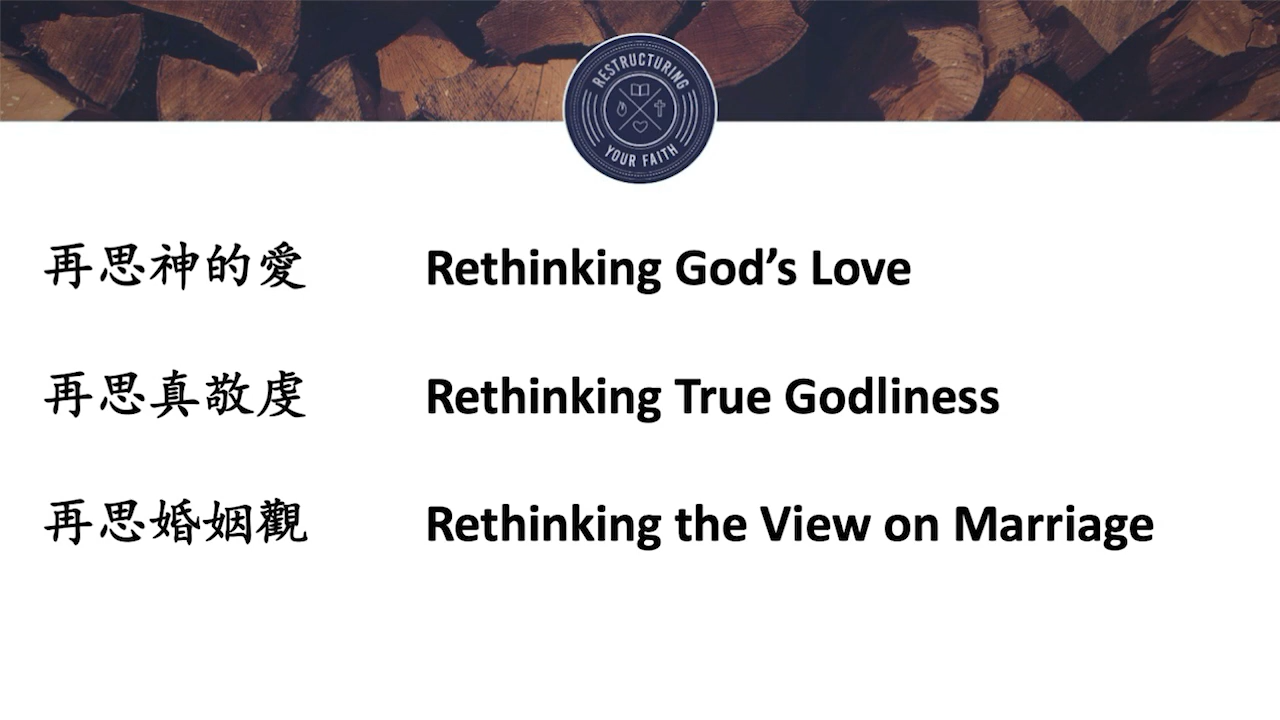 RESTRUCTURING
YOUR FAITH
再思神的愛 Rethinking God’s Love
再思真敬虔 Rethinking True Godliness
再思婚姻觀 Rethinking the View on Marriage